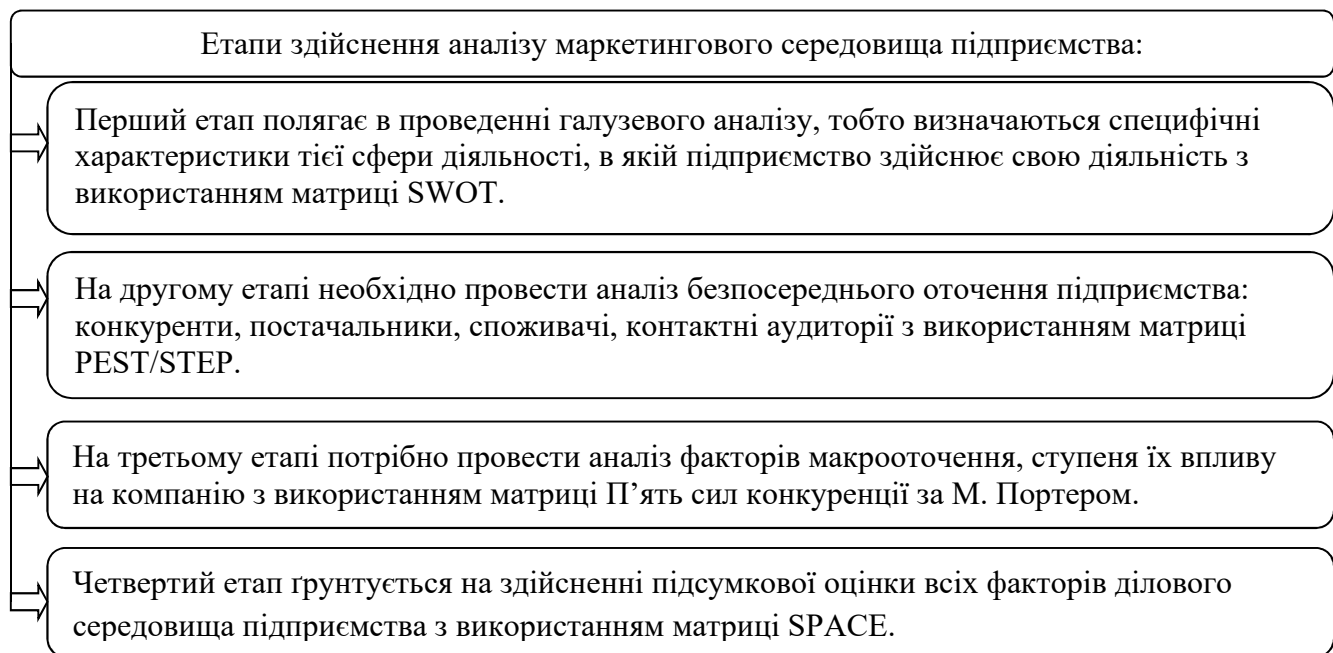 Етапи здійснення аналізу маркетингового середовища підприємства:
Перший етап полягає в проведенні галузевого аналізу, тобто визначаються специфічні
характеристики тієї сфери діяльності, в якій підприємство здійснює свою діяльність з
використанням матриці SWOT.
На другому етапі необхідно провести аналіз безпосереднього оточення підприємства:
конкуренти, постачальники, споживачі, контактні аудиторії з використанням матриці
PEST/STEP.
На третьому етапі потрібно провести аналіз факторів макрооточення, ступеня їх впливу
на компанію з використанням матриці П’ять сил конкуренції за М. Портером.
Четвертий етап ґрунтується на здійсненні підсумкової оцінки всіх факторів ділового
середовища підприємства з використанням матриці SPACE.